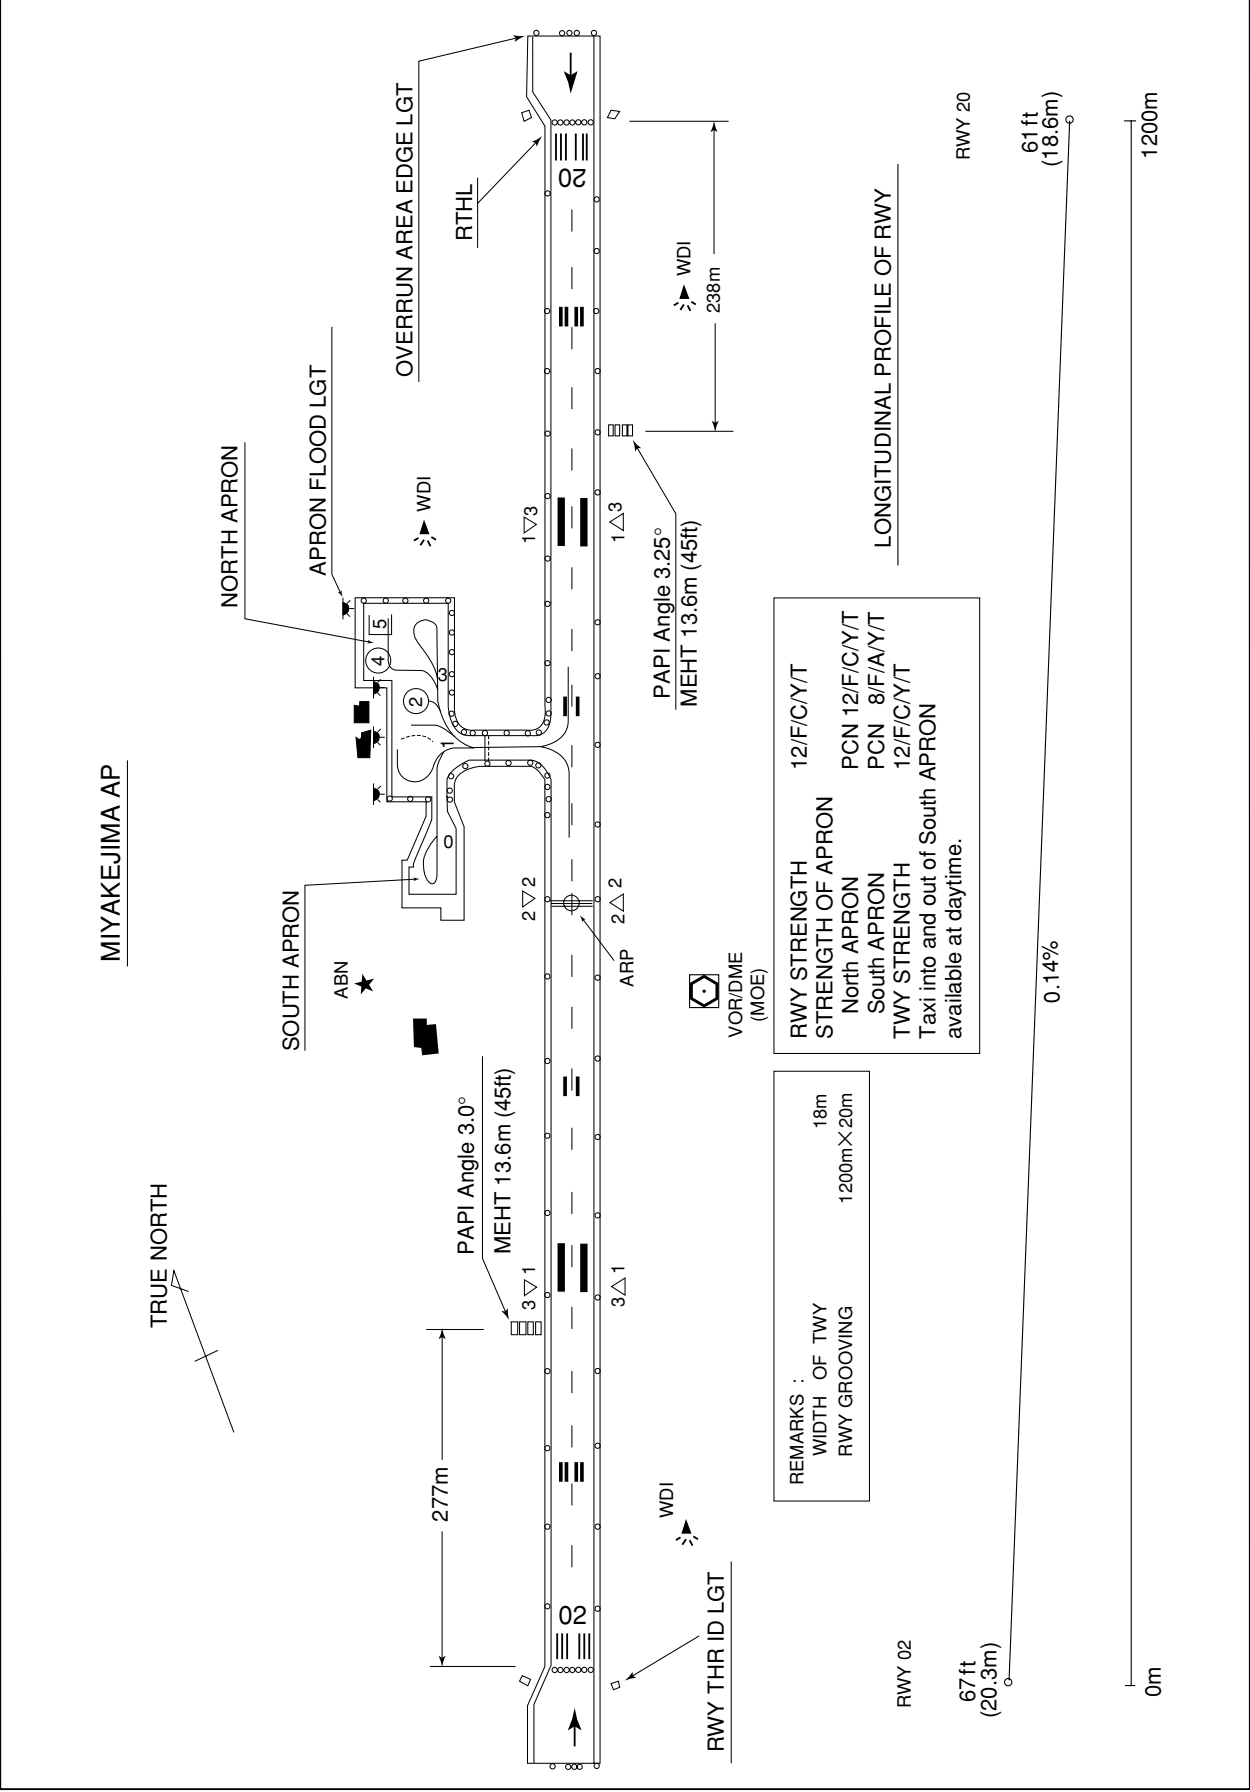 MIYAKEJIMA AP
TRUE NORTH
NORTH APRON
APRON FLOOD LGT
OVERRUN AREA EDGE LGT
RTHL
SOUTH APRON
ABN
WDI
5
4
3
2
1
0
PAPI Angle 3.0°
MEHT 13.6m (45ft)
277m
3 1
2 2
1 3
02
20
3 1
2 2
1 3
ARP
WDI
238m
PAPI Angle 3.25°
MEHT 13.6m (45ft)
WDI
RWY THR ID LGT
VOR/DME
(MOE)
REMARKS :
WIDTH OF TWY 18m
RWY GROOVING 1200m×20m
RWY STRENGTH 12/F/C/Y/T
STRENGTH OF APRON
North APRON PCN 12/F/C/Y/T
South APRON PCN 8/F/A/Y/T
TWY STRENGTH 12/F/C/Y/T
Taxi into and out of South APRON
available at daytime.
LONGITUDINAL PROFILE OF RWY
RWY 02
67ft
(20.3m)
0.14%
RWY 20
61ft
(18.6m)
0m
1200m